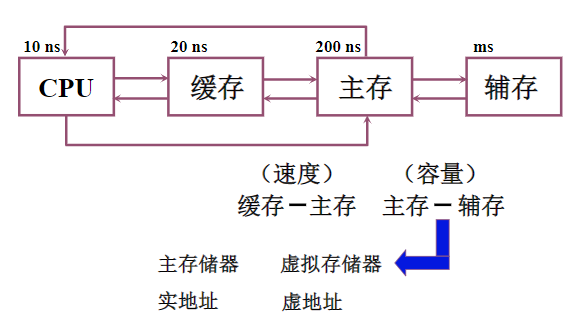 10 ns 20 ns 200 ns ms
CPU 缓存 主存 辅存
（速度） （容量）
缓存－主存 主存－辅存
主存储器 虚拟存储器
实地址 虚地址